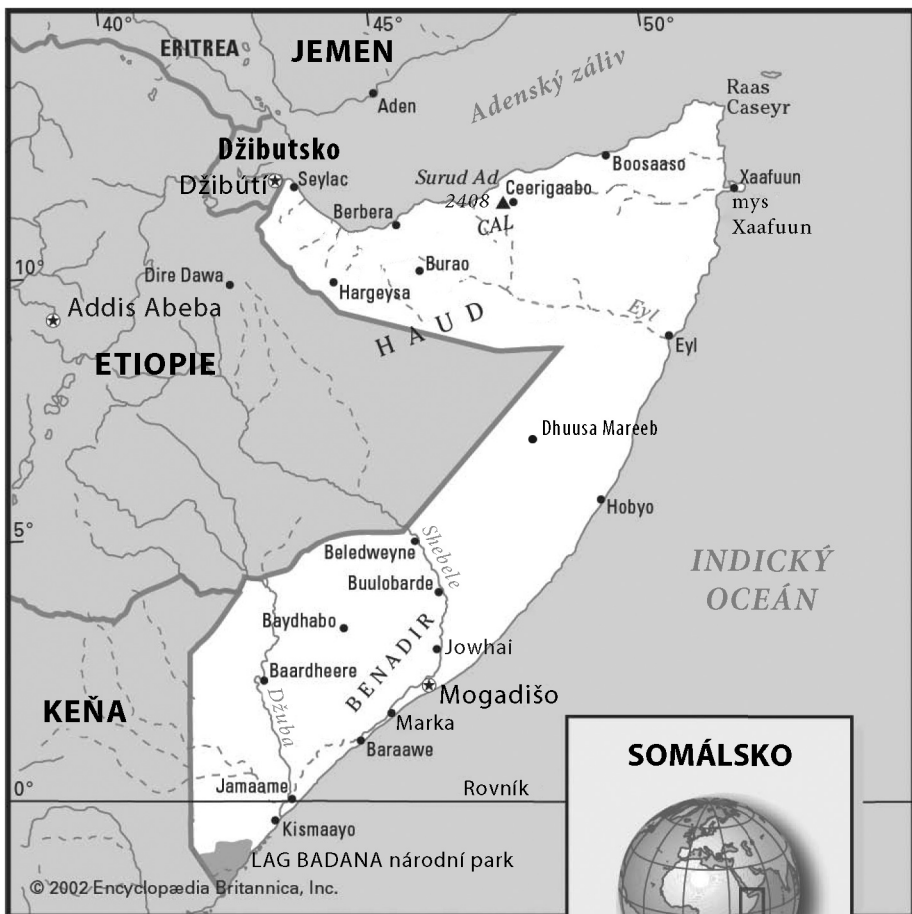 40°
45°
50°
ERITREA
JEMEN
Aden
Adenský záliv
Raas
Caseyr
Džibutsko
Džibúti
Seylac
Surud Ad
2408
Ceerigaabo
CAL
Boosaaso
Xaafuun
mys
Xaafuun
Berbera
Burao
10°
Dire Dawa
Hargeysa
Addis Abeba
HAUD
Eyl
Eyl
ETIOPIE
Dhuusa Mareeb
Hobyo
5°
Shebele
Beledweyne
Buulobarde
INDICKÝ
OCEÁN
Baydhabo
BENADIR
Jowhai
Baardheere
Džuba
Mogadišo
KEŇA
Marka
Baraawe
SOMÁLSKO
Jamaame
Rovník
0°
Kismaayo
LAG BADANA národní park
© 2002 Encyclopædia Britannica, Inc.